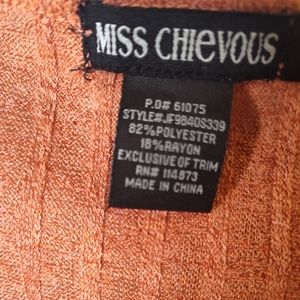 MISS CHIEVOUS
P.O# 61075
STYLE#JF9840S339
82%POLYESTER
18%RAYON
EXCLUSIVE OF TRIM
RN# 114873
MADE IN CHINA